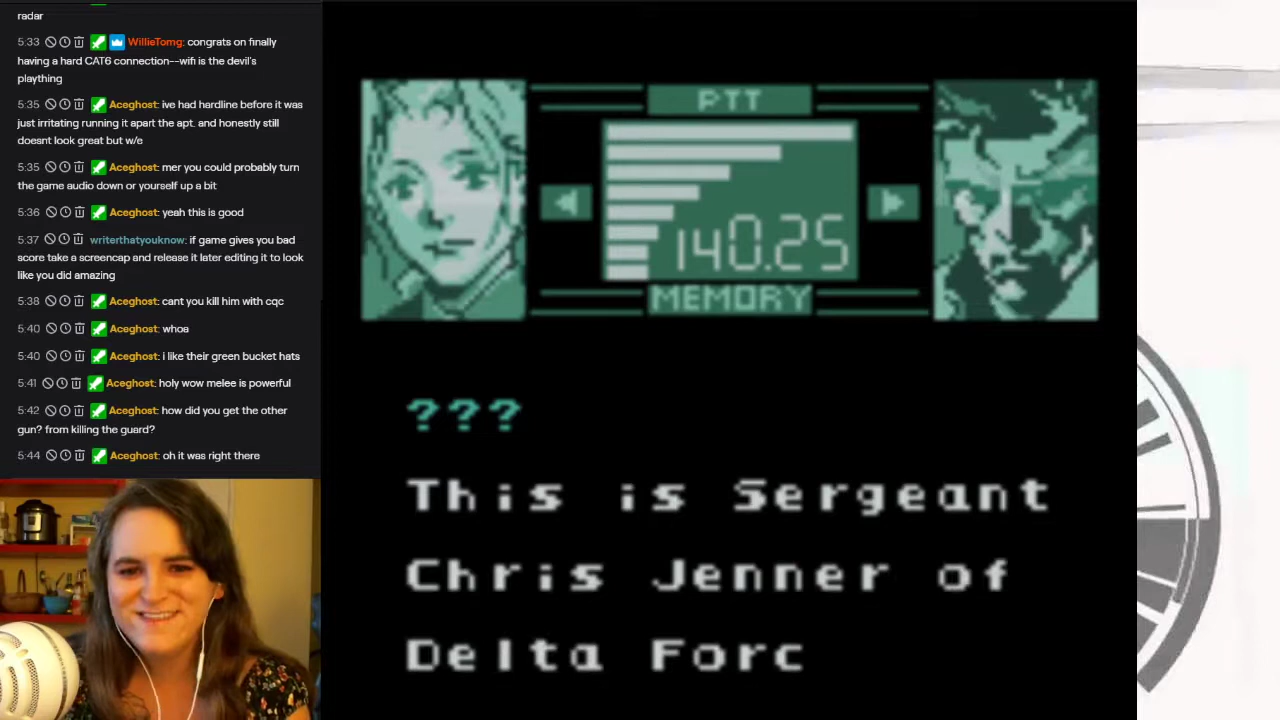 radar
5:33 WillieTomg: congrats on finally
having a hard CAT6 connection--wifi is the devil's
plaything
5:35 Aceghost: ive had hardline before it was
just irritating running it apart the apt. and honestly still
doesnt look great but w/e
5:35 Aceghost: mer you could probably turn
the game audio down or yourself up a bit
5:36 Aceghost: yeah this is good
5:37 writerthatyouknow: if game gives you bad
score take a screencap and release it later editing it to look
like you did amazing
5:38 Aceghost: cant you kill him with cqc
5:40 Aceghost: whoa
5:40 Aceghost: i like their green bucket hats
5:41 Aceghost: holy wow melee is powerful
5:42 Aceghost: how did you get the other
gun? from killing the guard?
5:44 Aceghost: oh it was right there
PTT
140.25
MEMORY
???
This is Sergeant
Chris Jenner of
Delta Forc